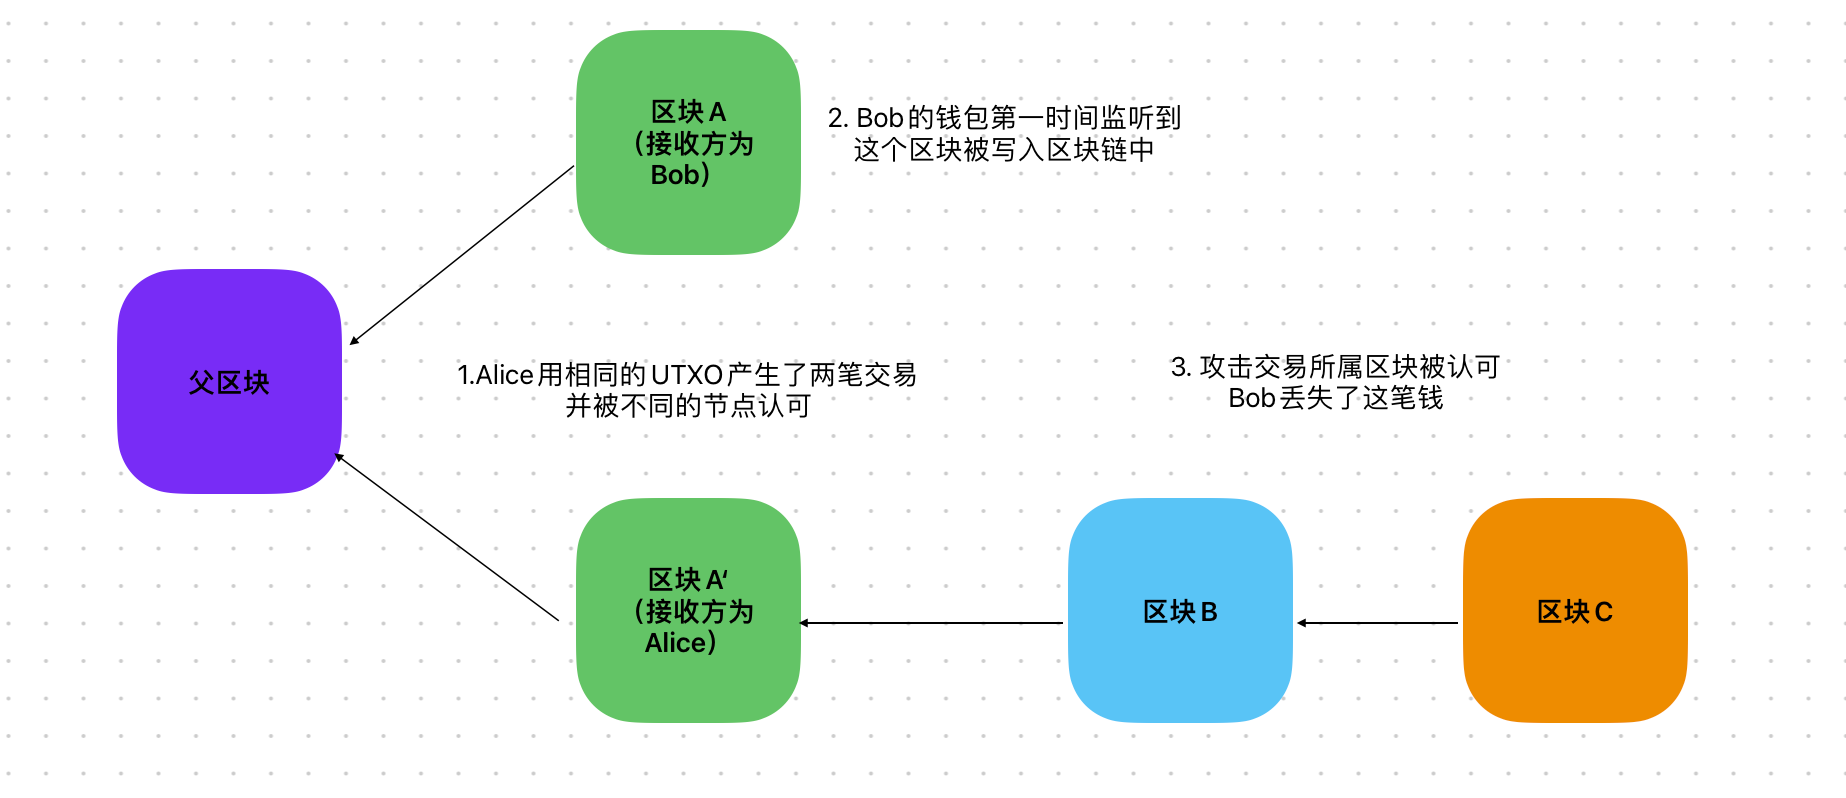 区块 A
（接收方为
Bob）
2. Bob的钱包第一时间监听到
这个区块被写入区块链中
父区块
1.Alice用相同的UTXO产生了两笔交易
并被不同的节点认可
3. 攻击交易所属区块被认可
Bob丢失了这笔钱
区块 A‘
（接收方为
Alice）
区块 B
区块 C